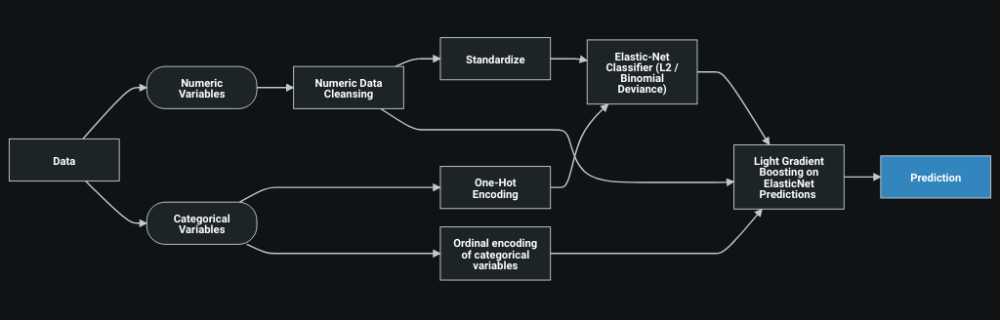 Data
Numeric
Variables
Categorical
Variables
Numeric Data
Cleansing
Standardize
One-Hot
Encoding
Ordinal encoding
of categorical
variables
Elastic-Net
Classifier (L2 /
Binomial
Deviance)
Light Gradient
Boosting on
ElasticNet
Predictions
Prediction